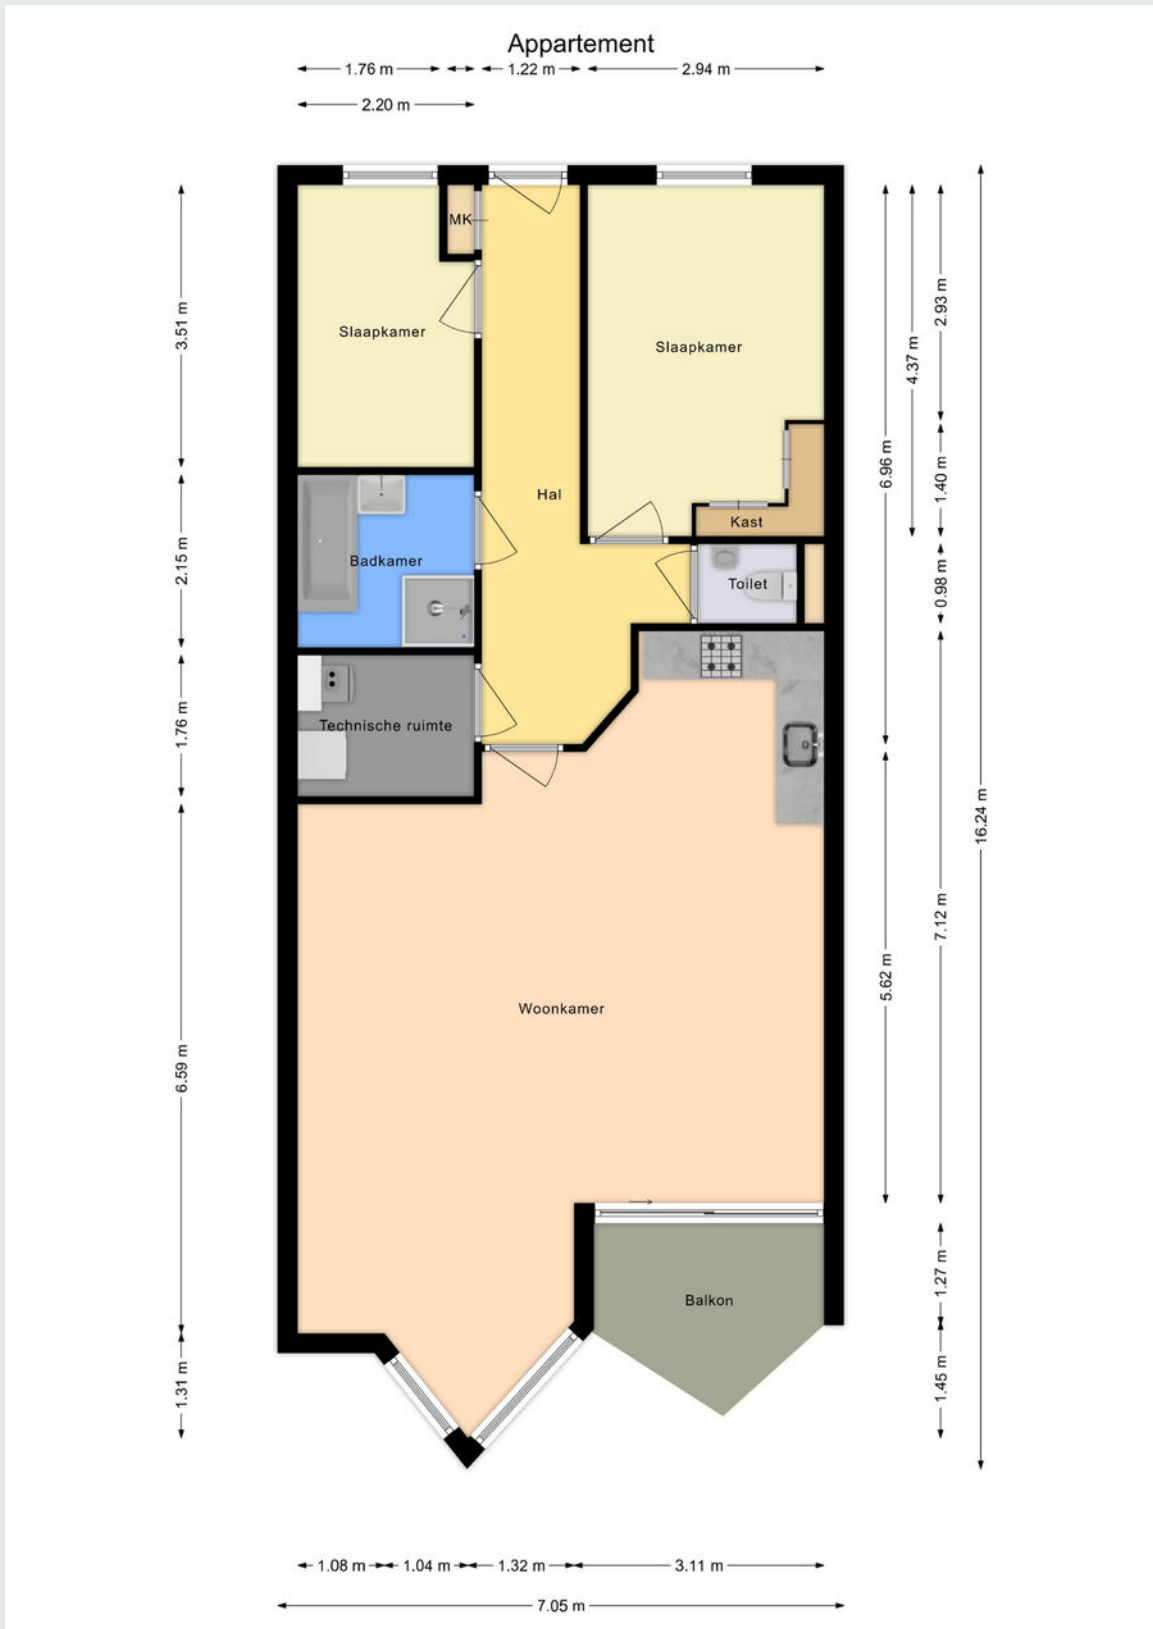 Appartement
1.76 m
1.22 m
2.94 m
2.20 m
MK
Slaapkamer
Slaapkamer
3.51 m
2.93 m
4.37 m
6.96 m
1.40 m
Hal
Kast
Badkamer
Toilet
2.15 m
0.98 m
Technische ruimte
1.76 m
16.24 m
7.12 m
5.62 m
Woonkamer
6.59 m
1.27 m
Balkon
1.31 m
1.45 m
1.08 m
1.04 m
1.32 m
3.11 m
7.05 m